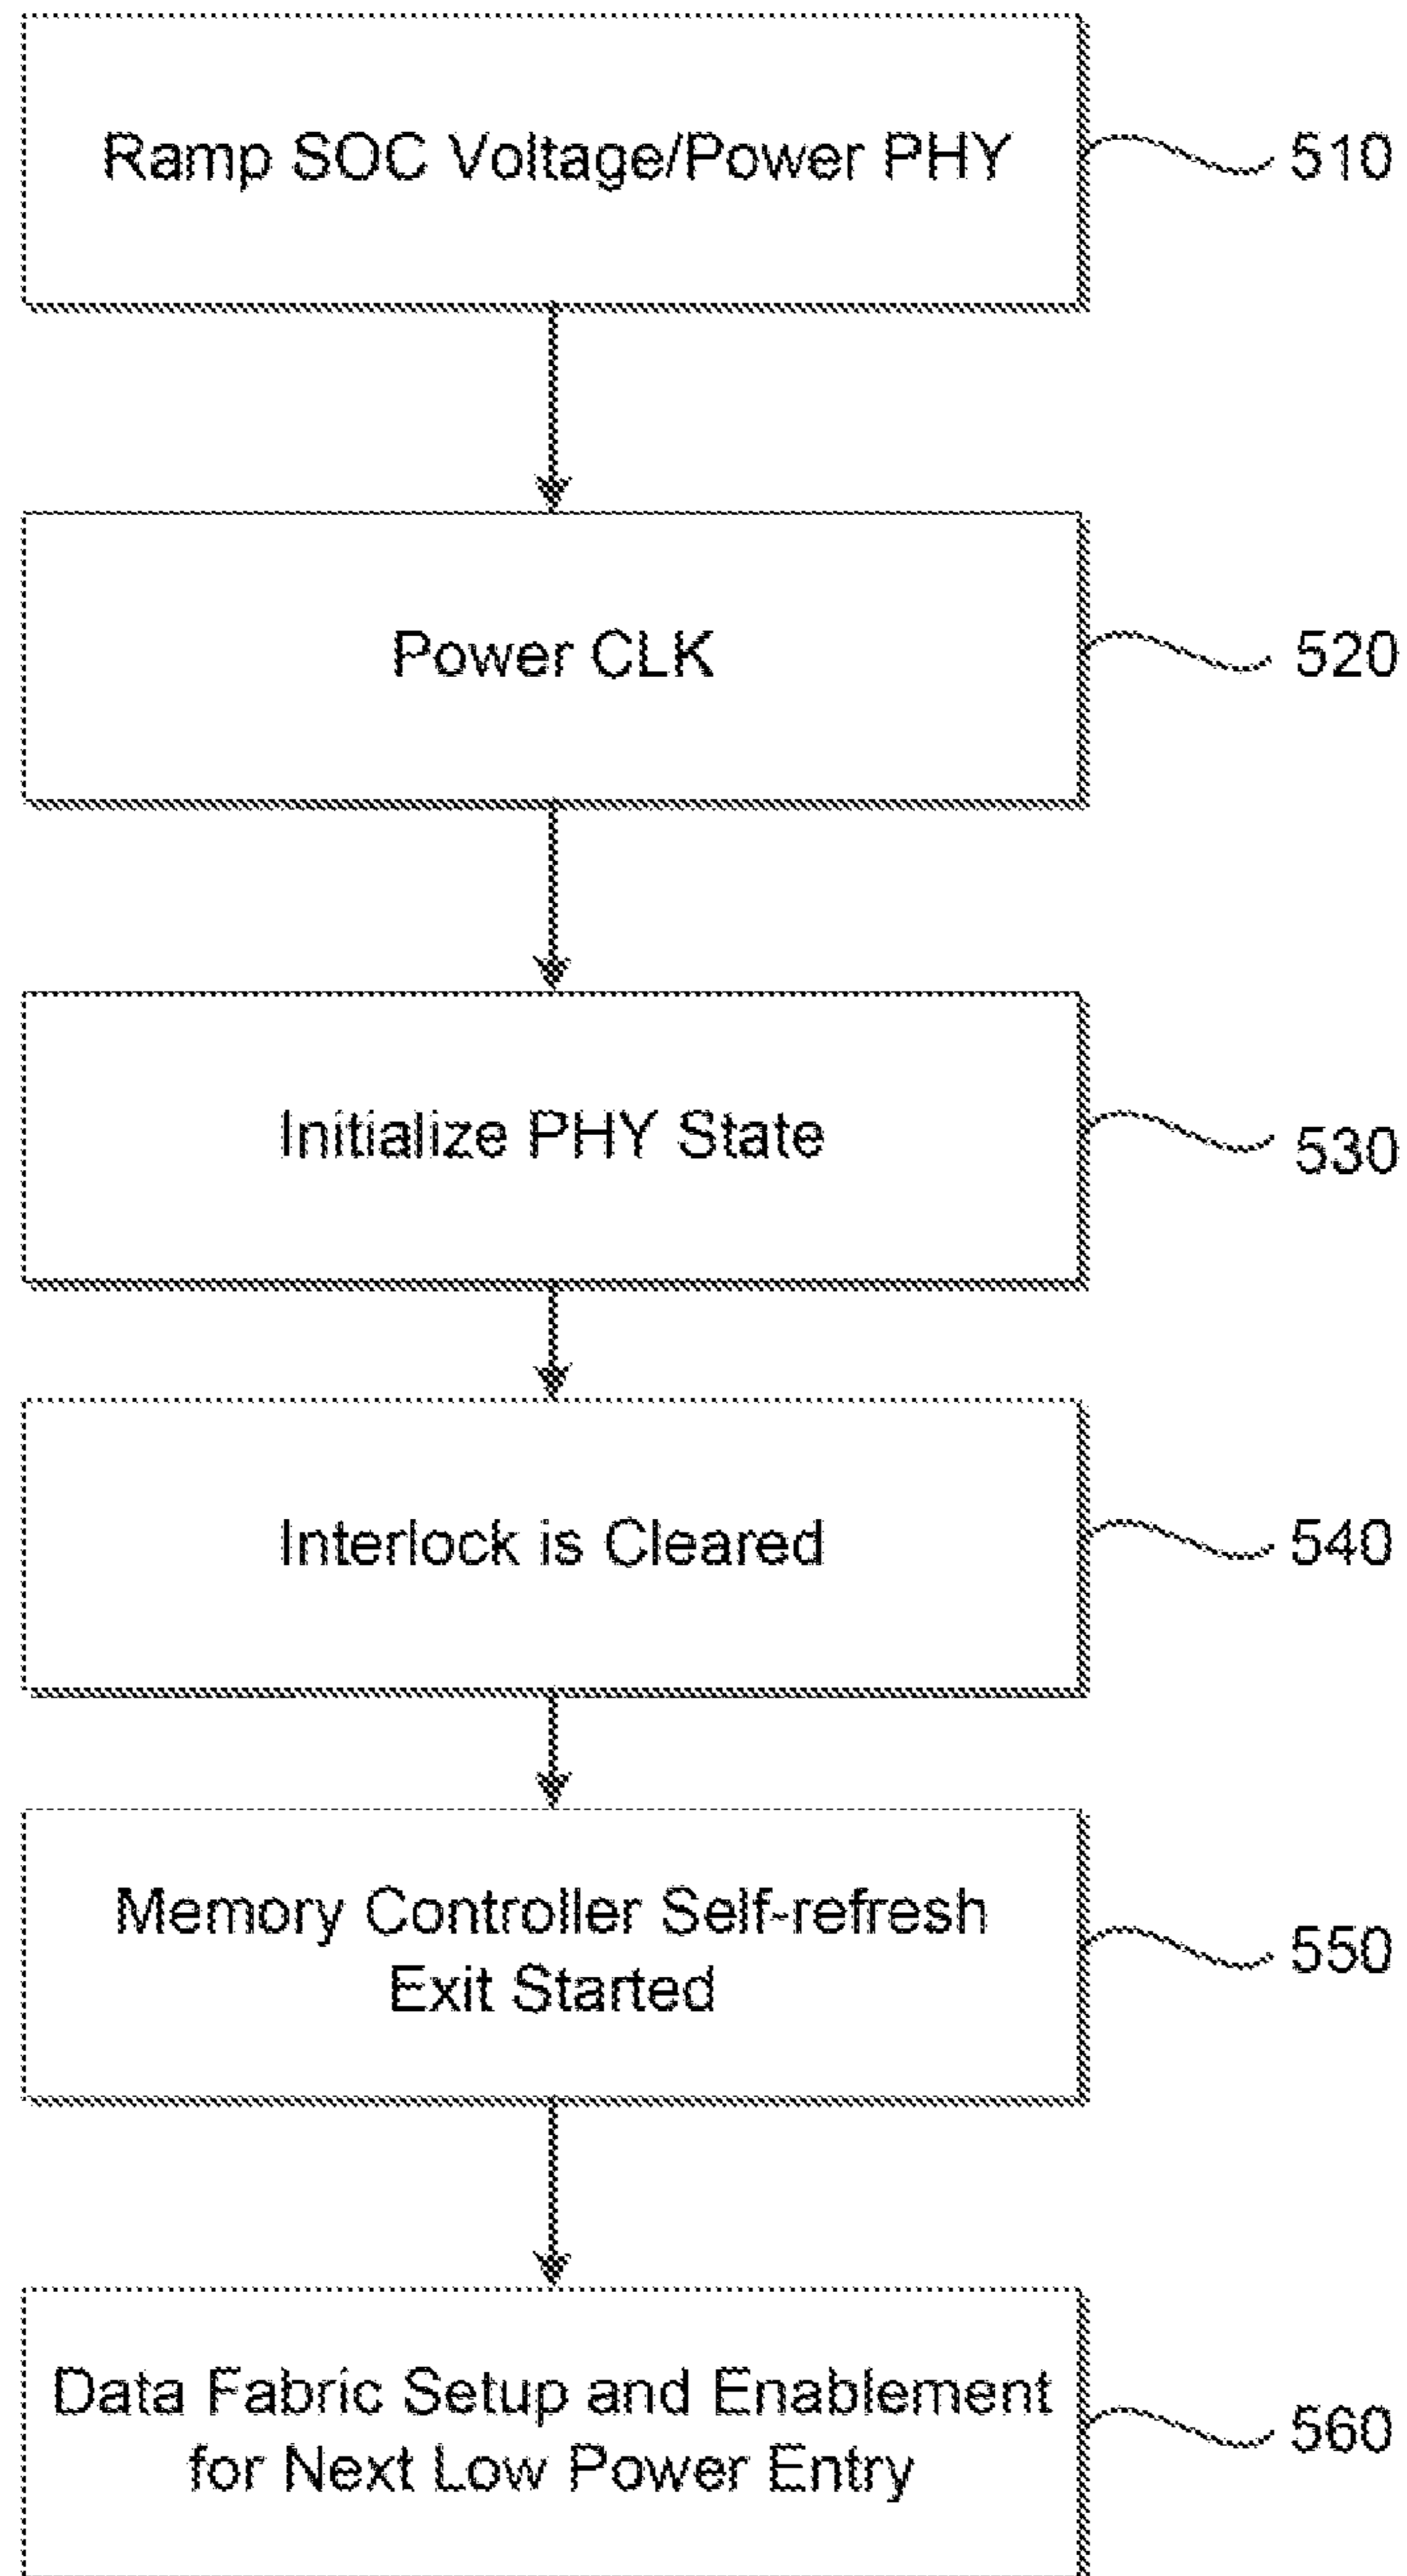 Ramp SOC Voltage/Power PHY
510
Power CLK
520
Initialize PHY State
530
Interlock is Cleared
540
Memory Controller Self-refresh
Exit Started
550
Data Fabric Setup and Enablement
for Next Low Power Entry
560